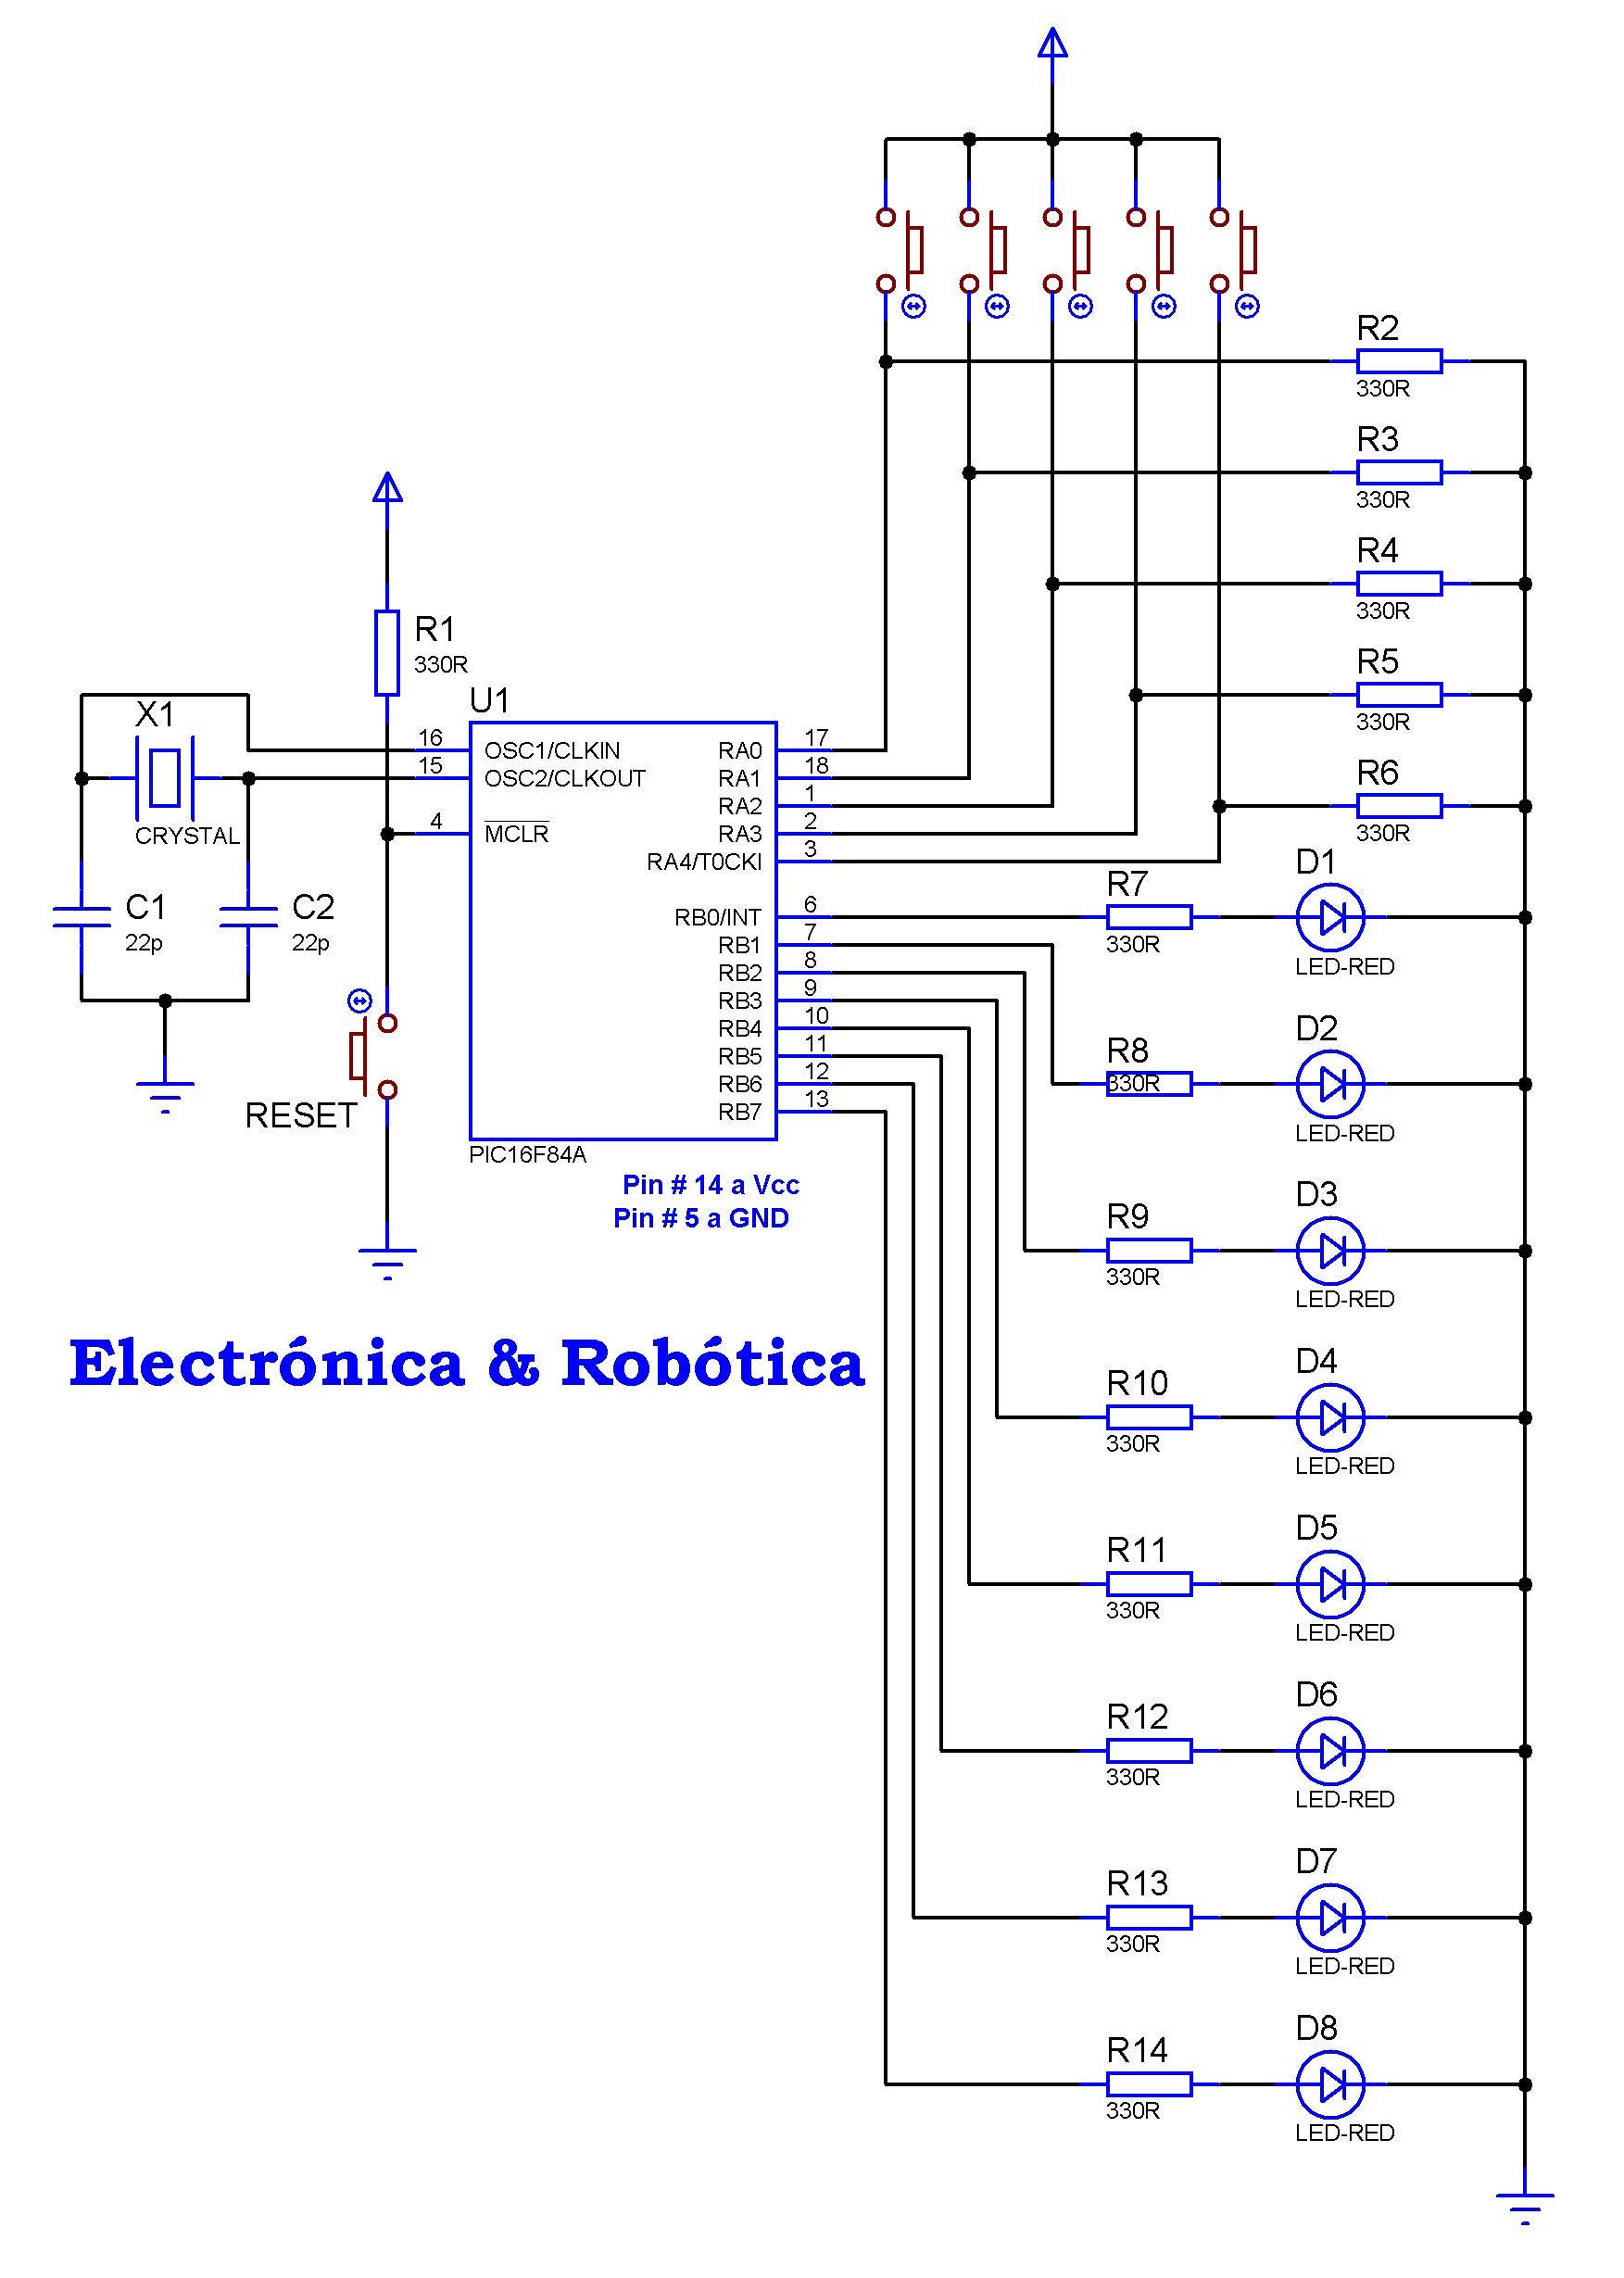 R2
330R
R3
330R
R4
330R
R5
330R
R6
330R
R1
330R
U1
X1
CRYSTAL
C1
22p
C2
22p
RESET
16 OSC1/CLKIN RA0 17
15 OSC2/CLKOUT RA1 18
RA2 1
4 MCLR RA3 2
RA4/T0CKI 3
RB0/INT 6
RB1 7
RB2 8
RB3 9
RB4 10
RB5 11
RB6 12
RB7 13
PIC16F84A
Pin # 14 a Vcc
Pin # 5 a GND
Electrónica & Robótica
R7
330R
D1
LED-RED
R8
330R
D2
LED-RED
R9
330R
D3
LED-RED
R10
330R
D4
LED-RED
R11
330R
D5
LED-RED
R12
330R
D6
LED-RED
R13
330R
D7
LED-RED
R14
330R
D8
LED-RED